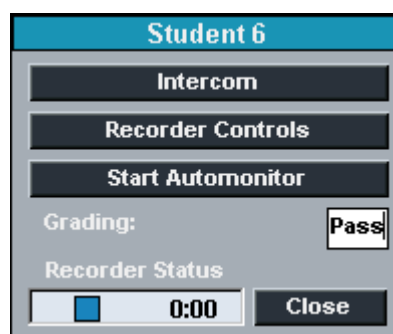 Student 6
Intercom
Recorder Controls
Start Automonitor
Grading: Pass
Recorder Status
0:00 Close